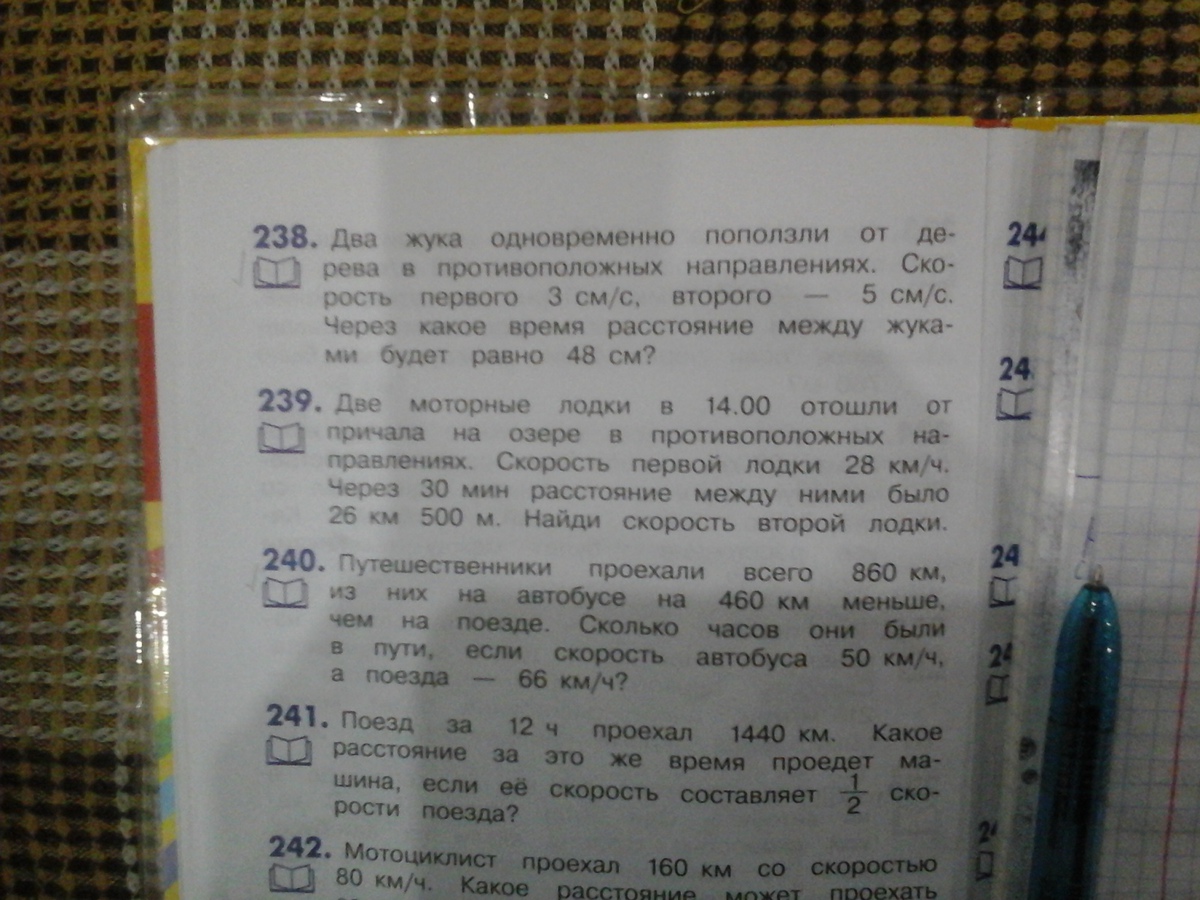 238. Два жука одновременно поползли от де-
рева в противоположных направлениях. Ско-
рость первого 3 см/с, второго — 5 см/с.
Через какое время расстояние между жука-
ми будет равно 48 см?
239. Две моторные лодки в 14.00 отошли от
причала на озере в противоположных на-
правлениях. Скорость первой лодки 28 км/ч.
Через 30 мин расстояние между ними было
26 км 500 м. Найди скорость второй лодки.
240. Путешественники проехали всего 860 км,
из них на автобусе на 460 км меньше,
чем на поезде. Сколько часов они были
в пути, если скорость автобуса 50 км/ч,
а поезда — 66 км/ч?
241. Поезд за 12 ч проехал 1440 км. Какое
расстояние за это же время проедет ма-
шина, если её скорость составляет 1/2 ско-
рости поезда?
242. Мотоциклист проехал 160 км со скоростью
80 км/ч. Какое расстояние может проехать